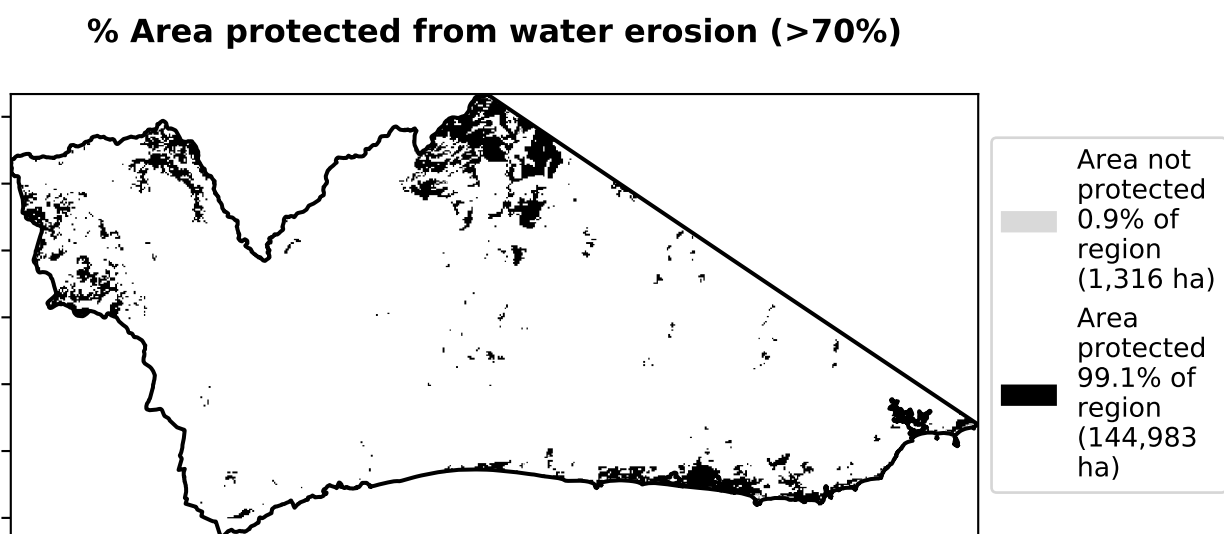 % Area protected from water erosion (>70%)
Area not
protected
0.9% of
region
(1,316 ha)
Area
protected
99.1% of
region
(144,983
ha)